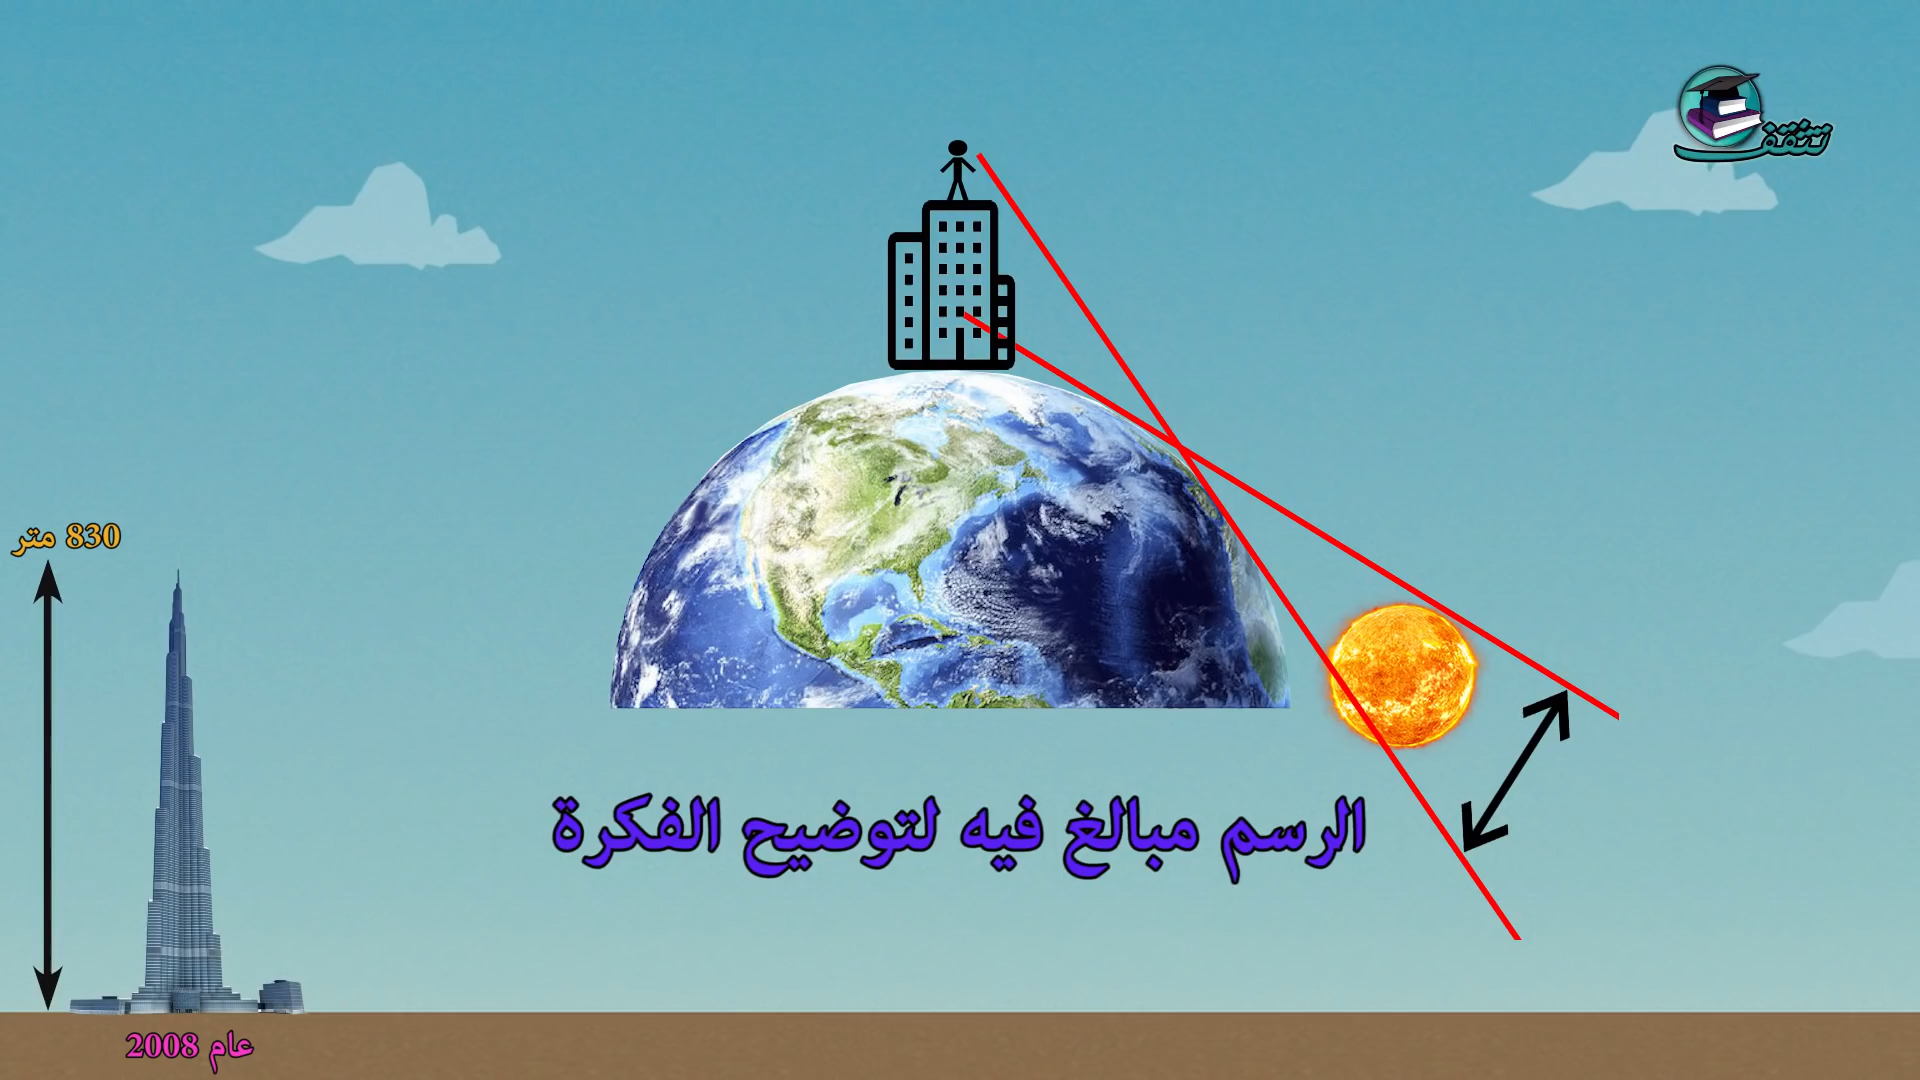 تثقف
830 متر
الرسم مبالغ فيه لتوضيح الفكرة
عام 2008